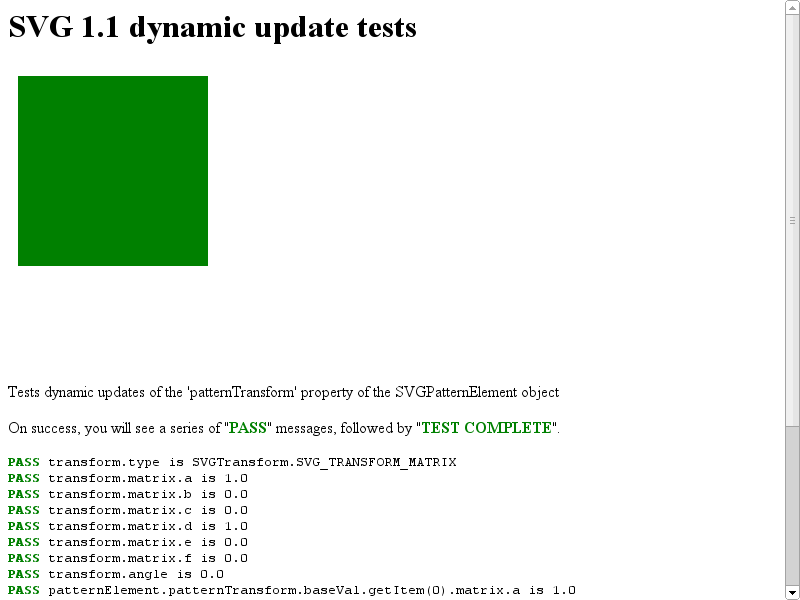 SVG 1.1 dynamic update tests
Tests dynamic updates of the 'patternTransform' property of the SVGPatternElement object
On success, you will see a series of "PASS" messages, followed by "TEST COMPLETE".
PASS transform.type is SVGTransform.SVG_TRANSFORM_MATRIX
PASS transform.matrix.a is 1.0
PASS transform.matrix.b is 0.0
PASS transform.matrix.c is 0.0
PASS transform.matrix.d is 1.0
PASS transform.matrix.e is 0.0
PASS transform.matrix.f is 0.0
PASS transform.angle is 0.0
PASS patternElement.patternTransform.baseVal.getItem(0).matrix.a is 1.0